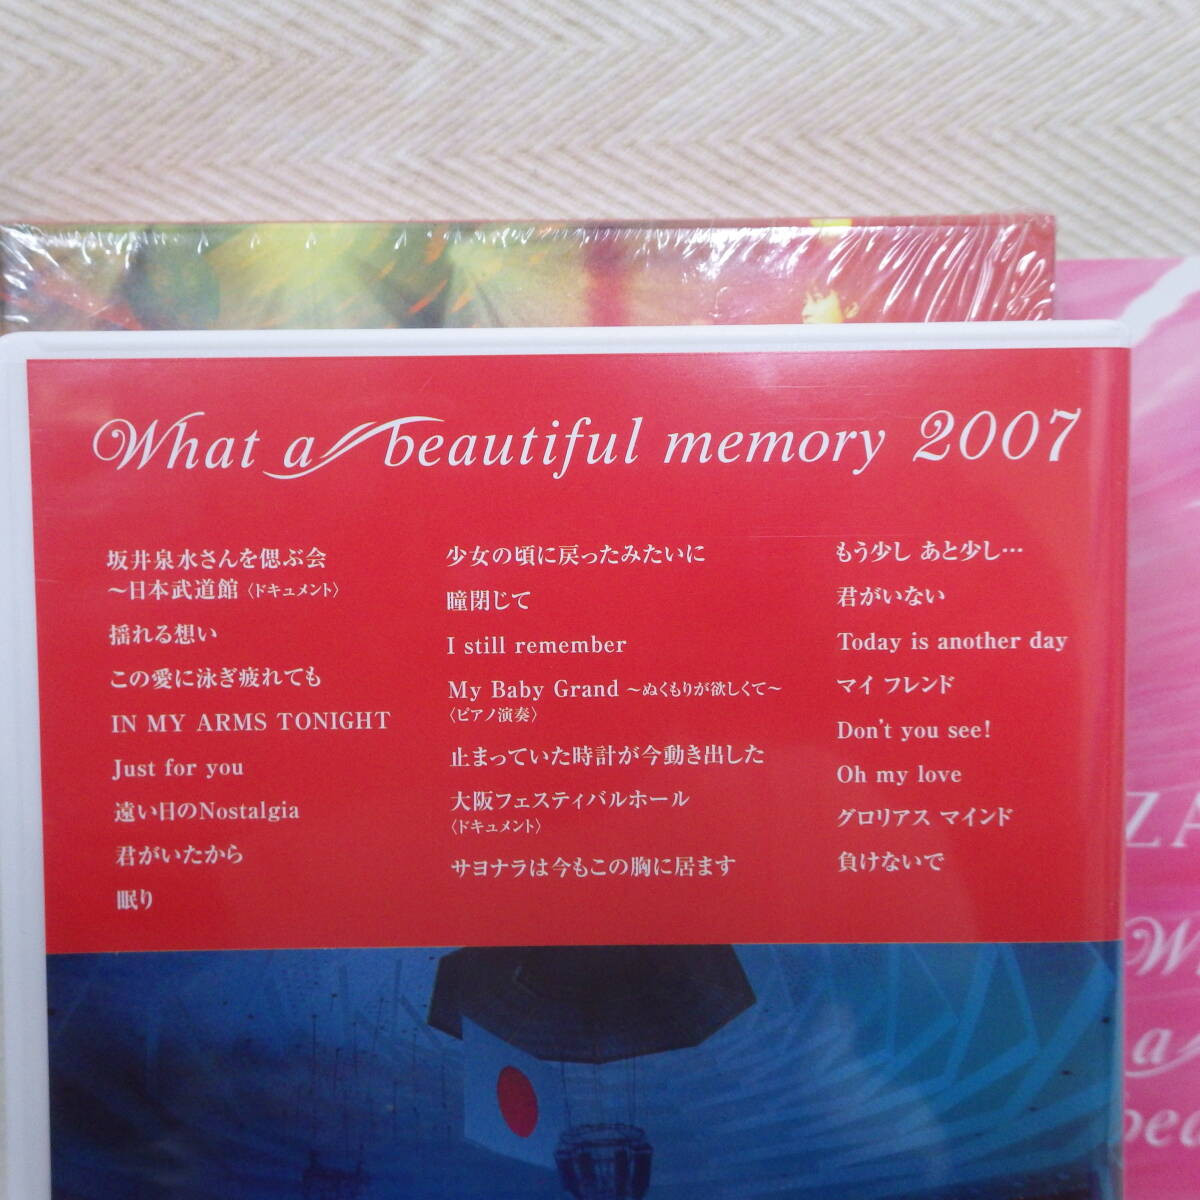 What a beautiful memory 2007
坂井泉水さんを偲ぶ会
～日本武道館〈ドキュメント〉
揺れる想い
この愛に泳ぎ疲れても
IN MY ARMS TONIGHT
Just for you
遠い日のNostalgia
君がいたから
眠り
少女の頃に戻ったみたいに
瞳閉じて
I still remember
My Baby Grand ～ぬくもりが欲しくて～
〈ピアノ演奏〉
止まっていた時計が今動き出した
大阪フェスティバルホール
〈ドキュメント〉
サヨナラは今もこの胸に居ます
もう少し あと少し…
君がいない
Today is another day
マイ フレンド
Don't you see!
Oh my love
グロリアス マインド
負けないで
ZA
W
a
bea